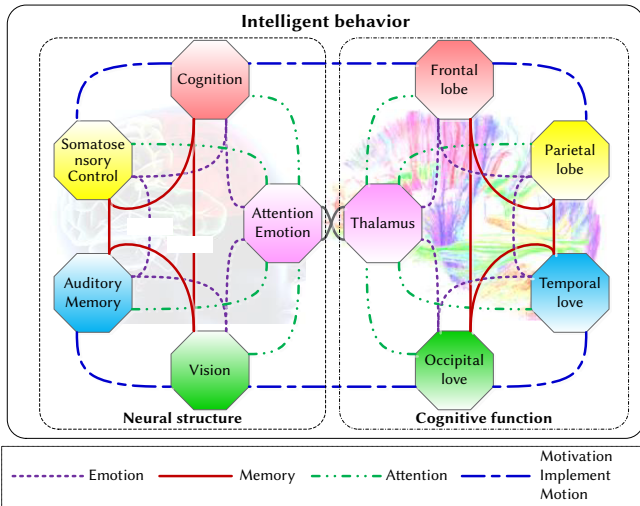 Intelligent behavior
Cognition
Somatose
nsory
Control
Attention
Emotion
Auditory
Memory
Vision
Neural structure
Frontal
lobe
Parietal
lobe
Thalamus
Temporal
love
Occipital
love
Cognitive function
Emotion
Memory
Attention
Motivation
Implement
Motion